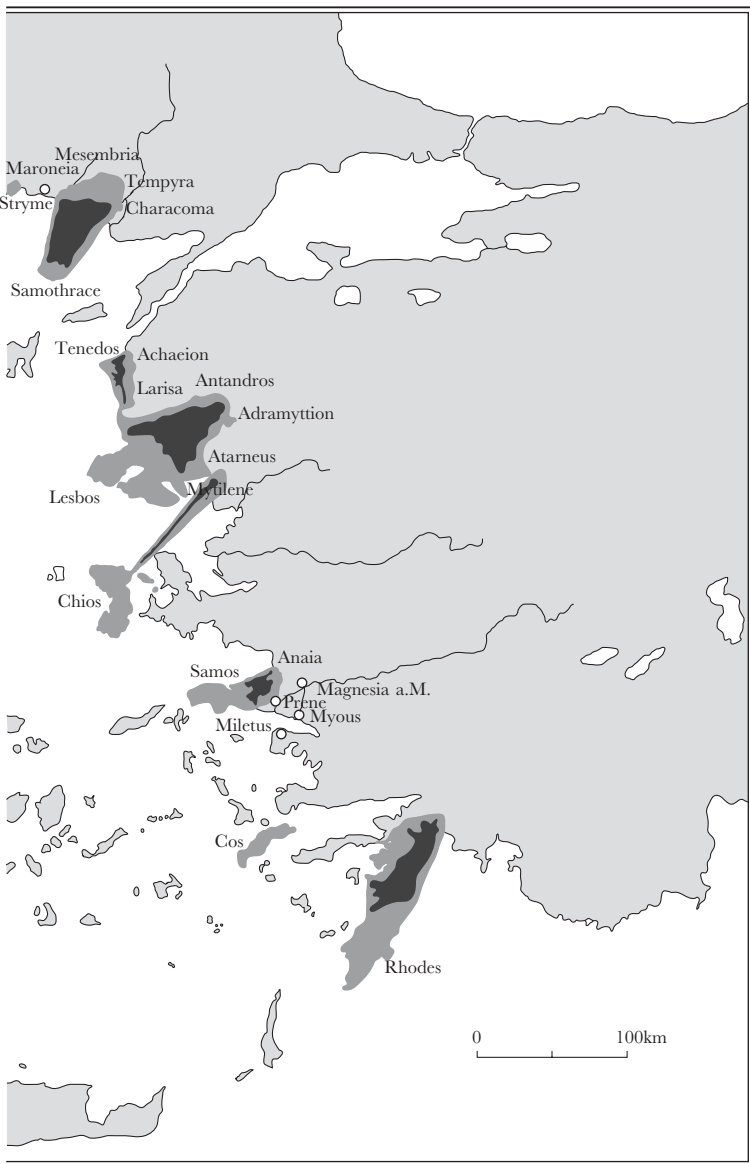 Mesembria
Maroneia
Tempyra
Stryme
Characoma
Samothrace
Tenedos
Achaeion
Larisa
Antandros
Adramyttion
Atarneus
Mytilene
Lesbos
Chios
Anaia
Samos
Magnesia a.M.
Prene
Myous
Miletus
Cos
Rhodes
0
100km